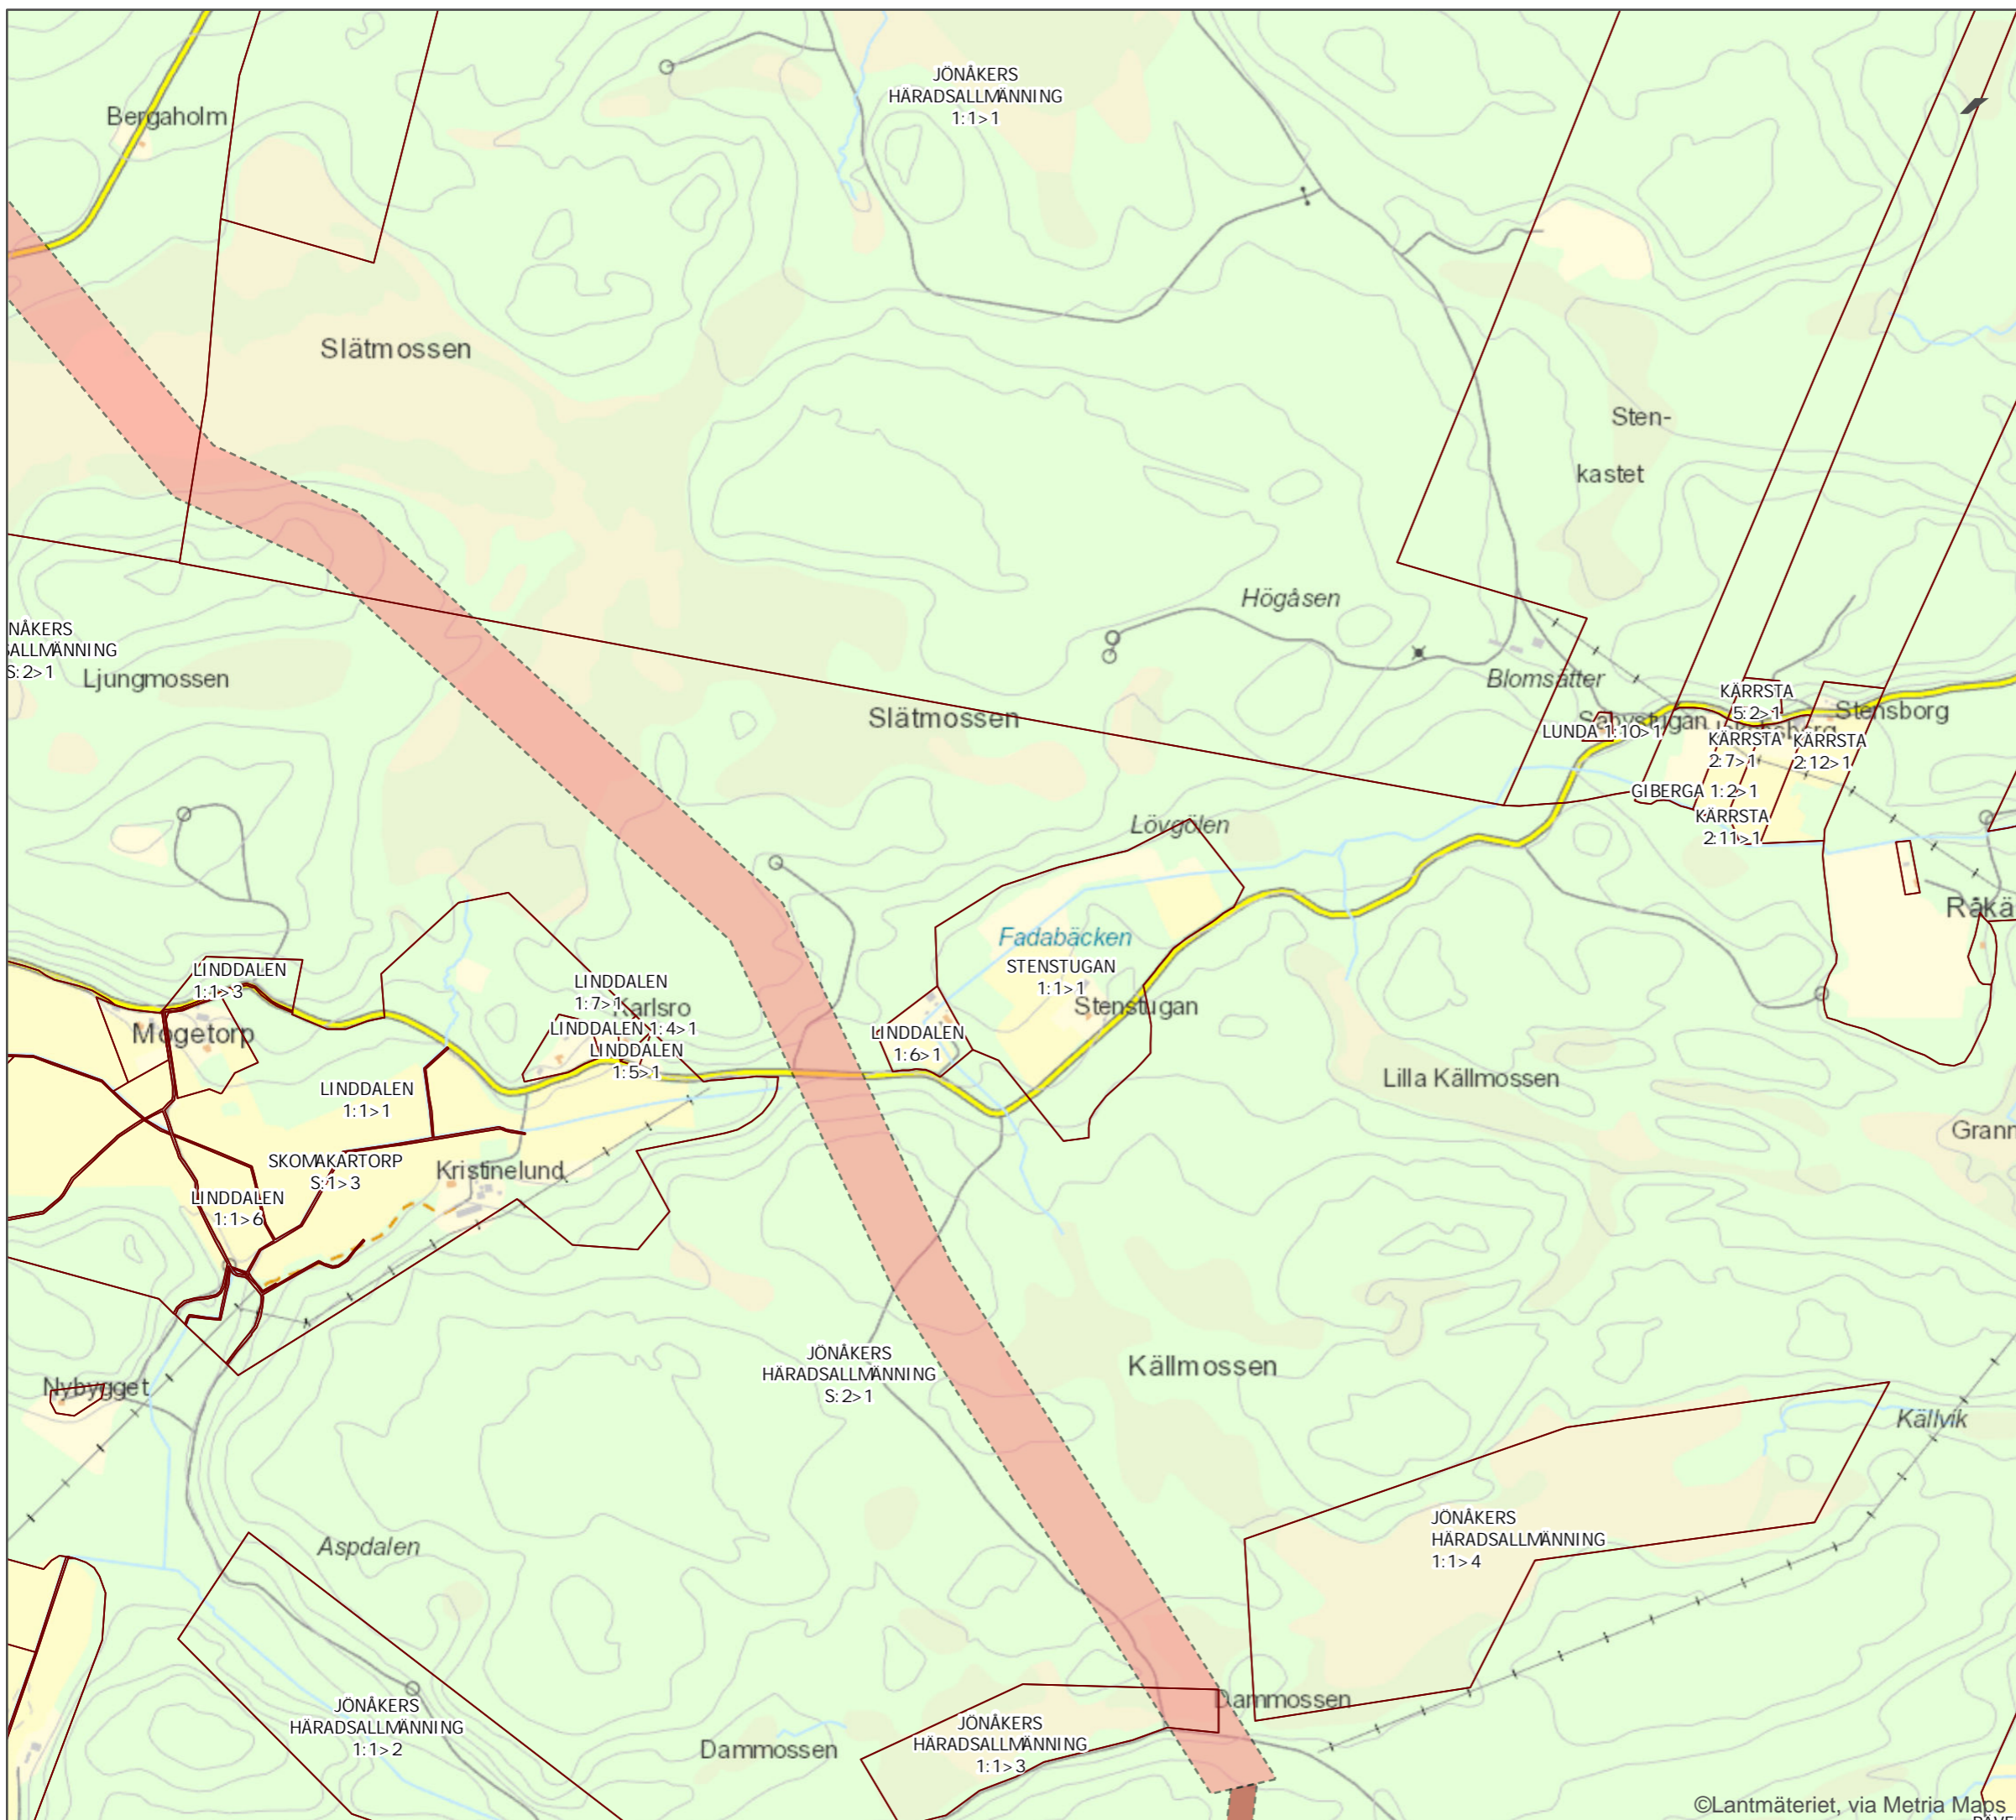 JÖNÅKERS
HÄRADSALLMÄNNING
1:1>1
Bergaholm
Slätmossen
Sten-
kastet
Högåsen
NÅKERS
SALLMÄNNING
S:2>1
Ljungmossen
Slätmossen
Blomsätter
KÄRRSTA
5:2>1
Stensborg
Säbystugan
LUNDA 1:10>1
KÄRRSTA
2:7>1
KÄRRSTA
2:12>1
GIBERGA 1:2>1
KÄRRSTA
2:11>1
Lövgölen
Fadabäcken
STENSTUGAN
1:1>1
Stenstugan
LINDDALEN
1:1>3
Mogetorp
LINDDALEN
1:7>1
Karlsro
LINDDALEN 1:4>1
LINDDALEN
1:5>1
LINDDALEN
1:6>1
LINDDALEN
1:1>1
Lilla Källmossen
SKOMAKARTORP
S:1>3
Kristinelund
LINDDALEN
1:1>6
JÖNÅKERS
HÄRADSALLMÄNNING
S:2>1
Källmossen
Nybygget
Källvik
JÖNÅKERS
HÄRADSALLMÄNNING
1:1>4
Aspdalen
JÖNÅKERS
HÄRADSALLMÄNNING
1:1>2
Dammossen
Dammossen
JÖNÅKERS
HÄRADSALLMÄNNING
1:1>3
©Lantmäteriet, via Metria Maps